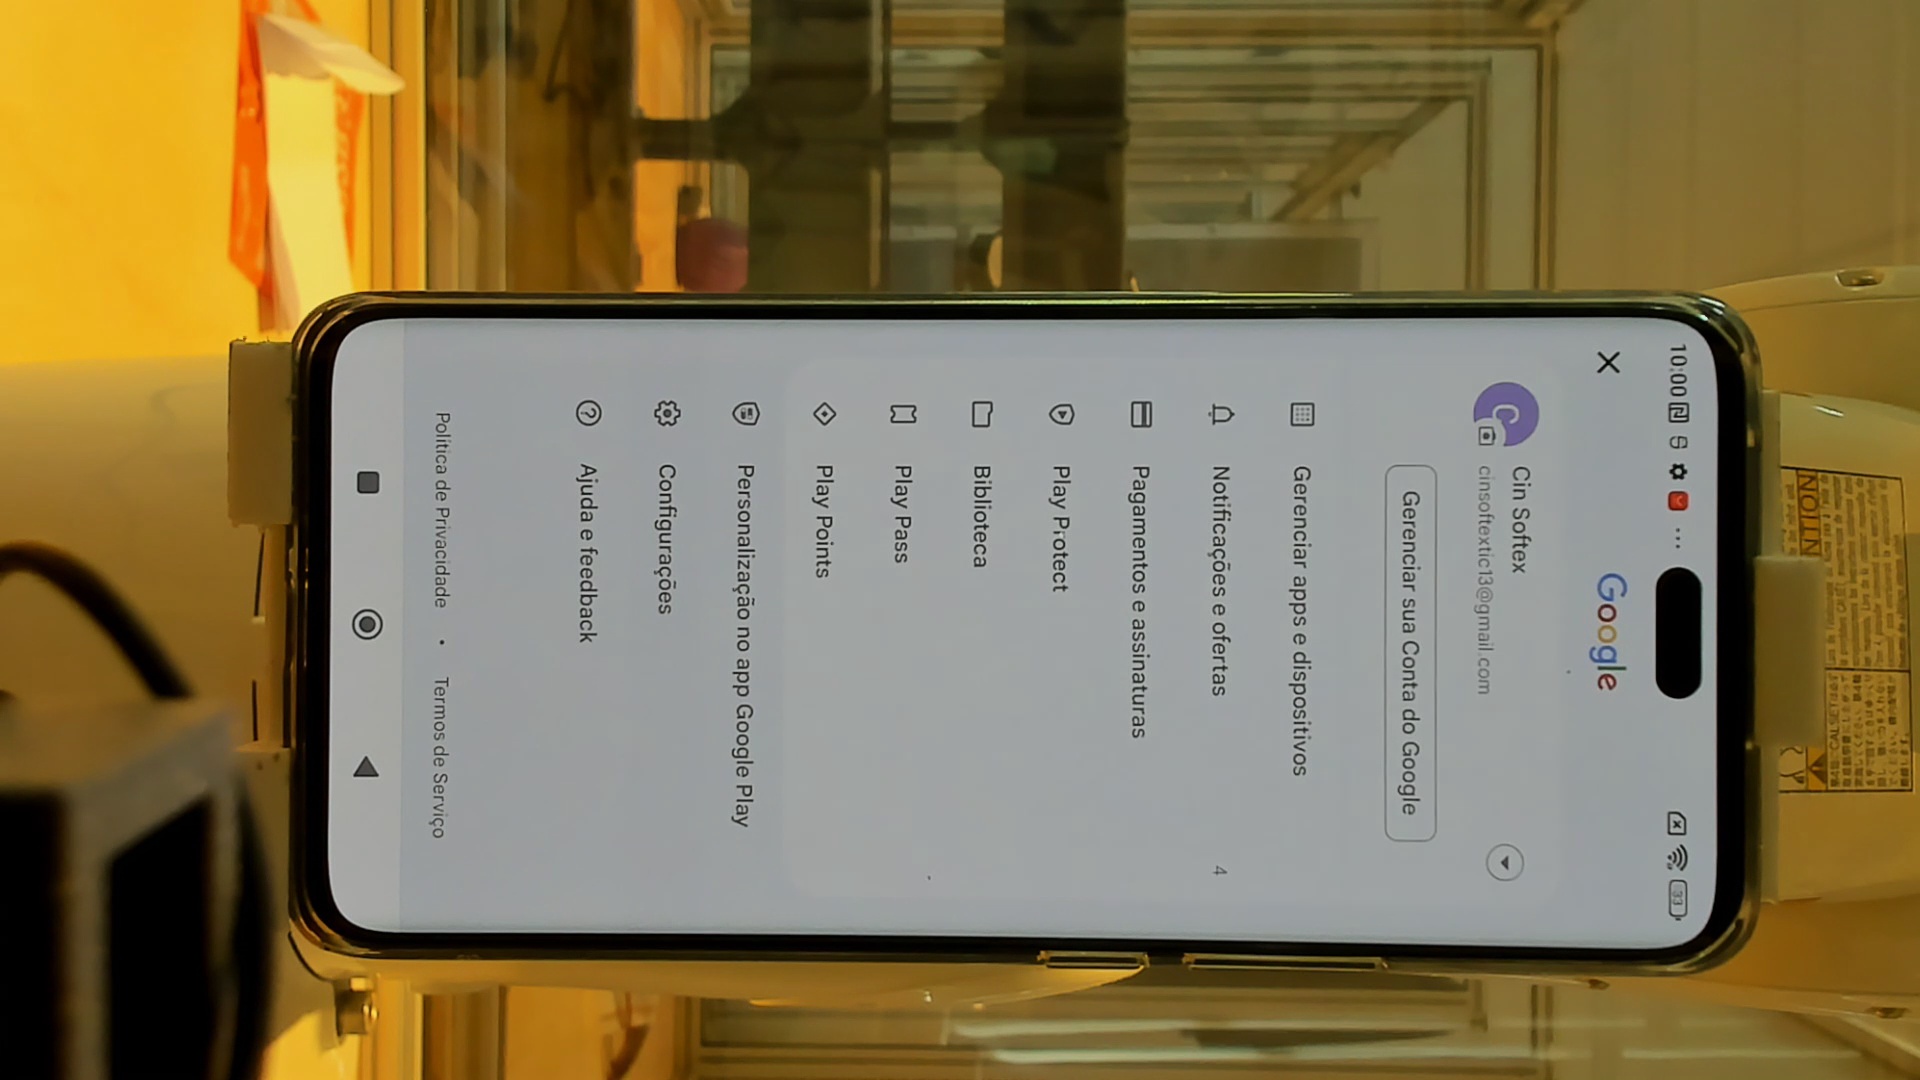 10:00
33
Google
Cin Softex
cinsoftextic13@gmail.com
Gerenciar sua Conta do Google
Gerenciar apps e dispositivos
Notificações e ofertas 4
Pagamentos e assinaturas
Play Protect
Biblioteca
Play Pass
Play Points
Personalização no app Google Play
Configurações
Ajuda e feedback
Política de Privacidade • Termos de Serviço